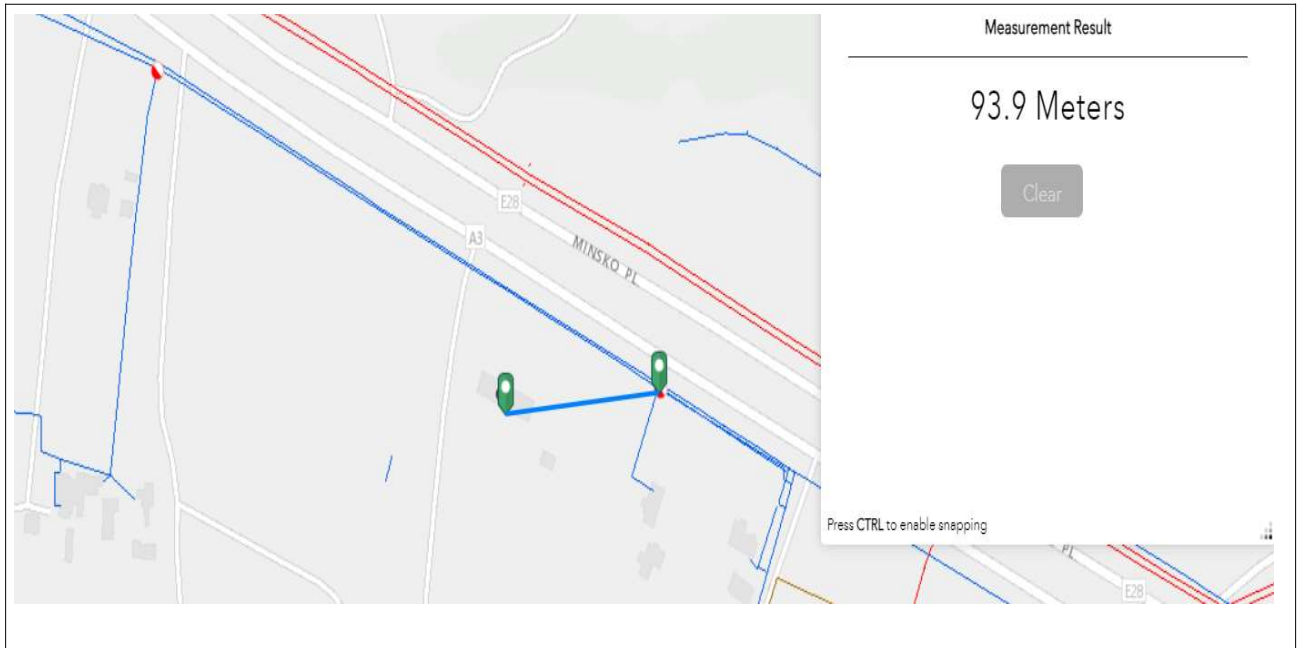 Measurement Result
93.9 Meters
Clear
E28
A3
MINSKO PL
Press CTRL to enable snapping
PL
E28